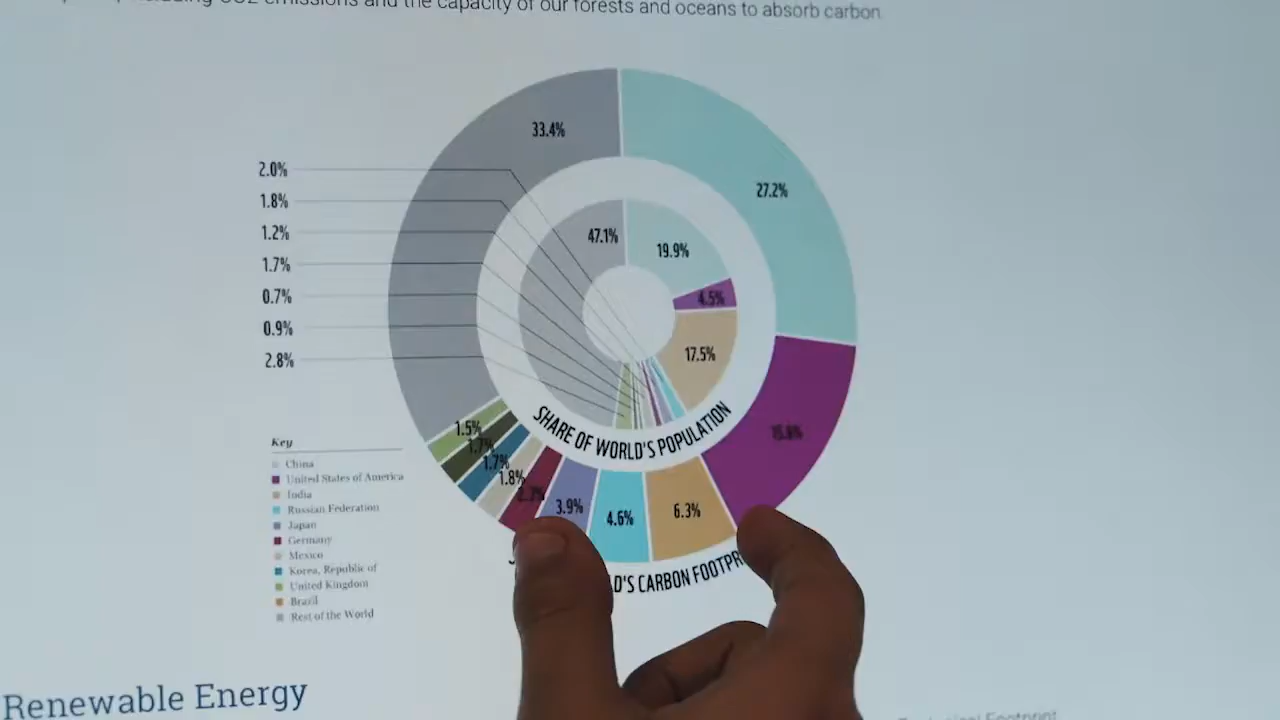 CO2 emissions and the capacity of our forests and oceans to absorb carbon
33.4%
27.2%
2.0%
1.8%
1.2%
1.7%
0.7%
0.9%
2.8%
47.1%
19.9%
4.5%
17.5%
SHARE OF WORLD'S POPULATION
1.5%
1.7%
1.7%
1.8%
3.9%
4.6%
6.3%
D'S CARBON FOOTPR
Key
China
United States of America
India
Russian Federation
Japan
Germany
Mexico
Korea, Republic of
United Kingdom
Brazil
Rest of the World
Renewable Energy